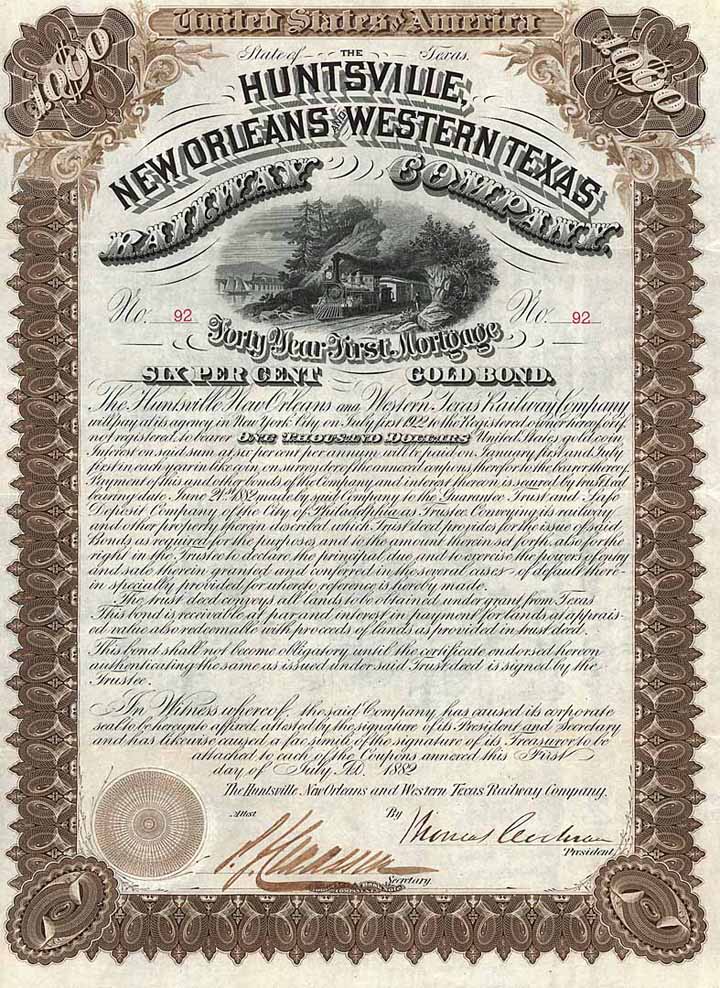 United States of America
$1000
$1000
State of THE Texas.
HUNTSVILLE,
NEW ORLEANS AND WESTERN TEXAS
RAILWAY COMPANY.
No. 92 No. 92
Forty Year First Mortgage
SIX PER CENT GOLD BOND.
The Huntsville New Orleans and Western Texas Railway Company
will pay at its agency in New York City on July first 1922 to the Registered owner hereof or if
not registered, to bearer ONE THOUSAND DOLLARS United States gold coin
Interest on said sum at six per cent per annum will be paid on January first and July
first in each year in like coin, on surrender of the annexed coupons therefor to the bearer thereof
Payment of this and other bonds of the Company and interest thereon is secured by trust deed
bearing date June 21st 1882 made by said Company to the Guarantee Trust and Safe
Deposit Company of the City of Philadelphia as Trustee Conveying its railway
and other property therein described which Trust deed provides for the issue of said
Bonds as required for the purposes, and to the amount therein set forth, also for the
right in the Trustee to declare the principal due, and to exercise the powers of entry
and sale therein granted and conferred in the several cases of default there-
in specially provided for whereto reference is hereby made.
The trust deed conveys all lands to be obtained under grant from Texas
This bond is receivable at par and interest in payment for lands at apprais
ed value also redeemable with proceeds of lands as provided in trust deed.
This bond shall not become obligatory until the certificate endorsed hereon
authenticating the same as issued under said Trust deed is signed by the
Trustee.
In Witness whereof, the said Company has caused its corporate
seal to be hereunto affixed, attested by the signature of its President and Secretary
and has likewise caused a facsimile of the signature of its Treasurer to be
attached to each of the Coupons annexed this First
day of July A.D. 1882
The Huntsville New Orleans and Western Texas Railway Company.
Attest By
Thomas Cochran
President
Secretary.